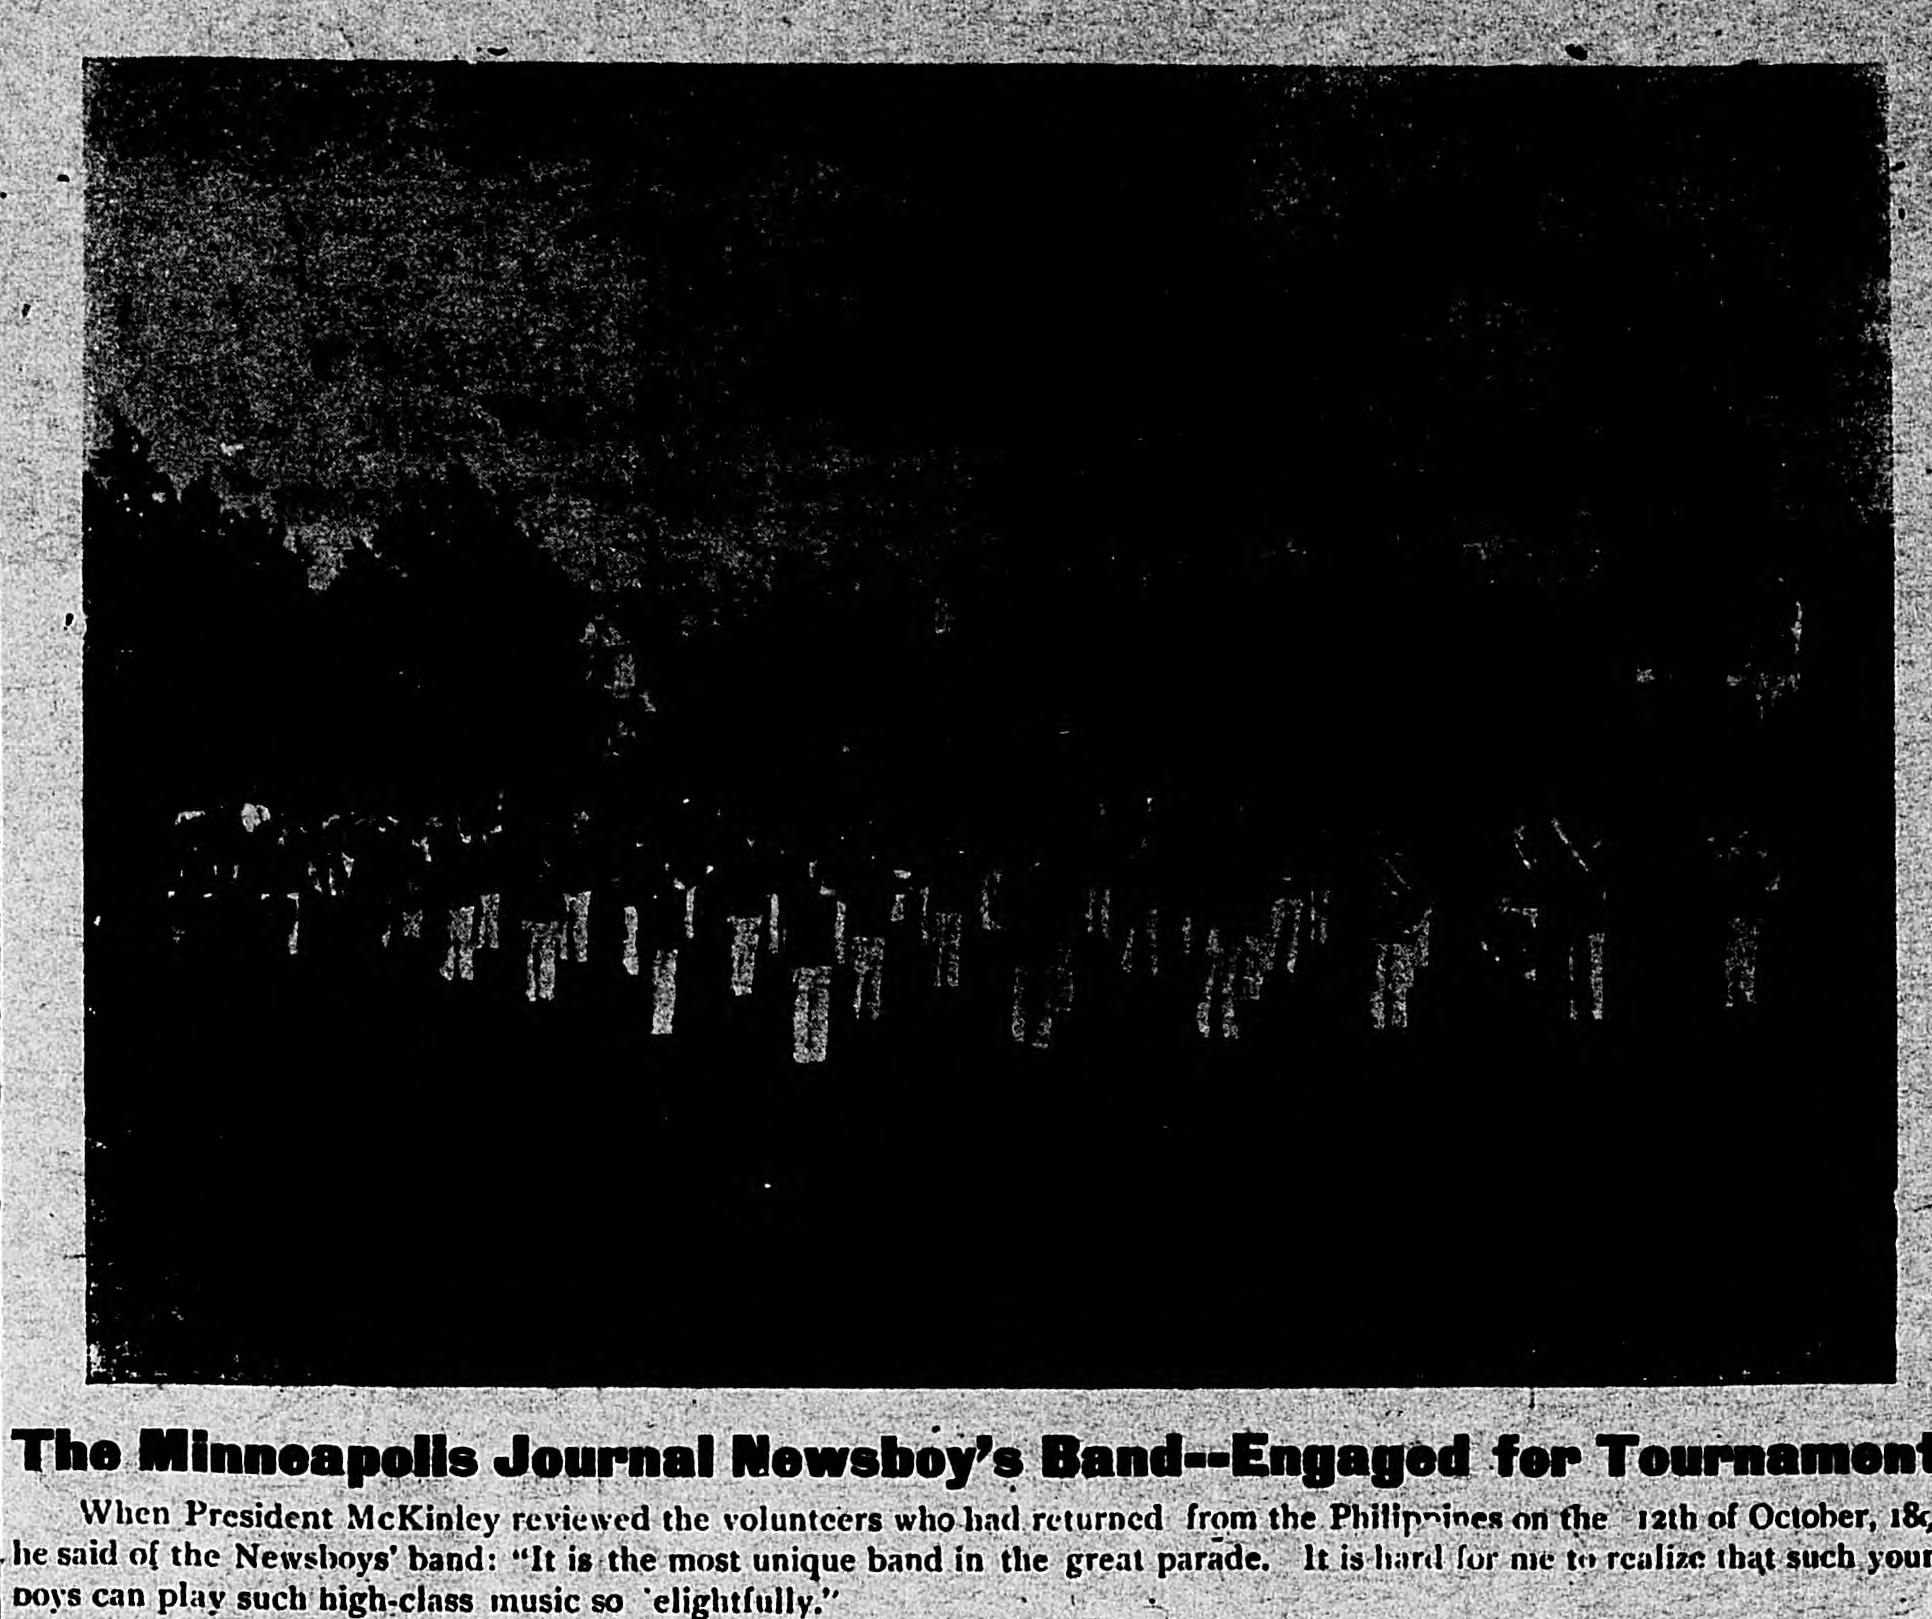 The Minneapolis Journal Newsboy's Band--Engaged for Tournament
When President McKinley reviewed the volunteers who had returned from the Philippines on the 12th of October, 18
he said of the Newsboys' band: "It is the most unique band in the great parade. It is hard for me to realize that such your
boys can play such high-class music so elightfully."